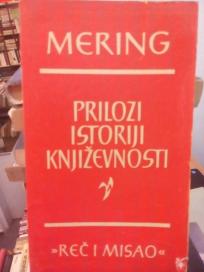 MERING
PRILOZI
ISTORIJI
KNJIŽEVNOSTI
»REČ I MISAO«